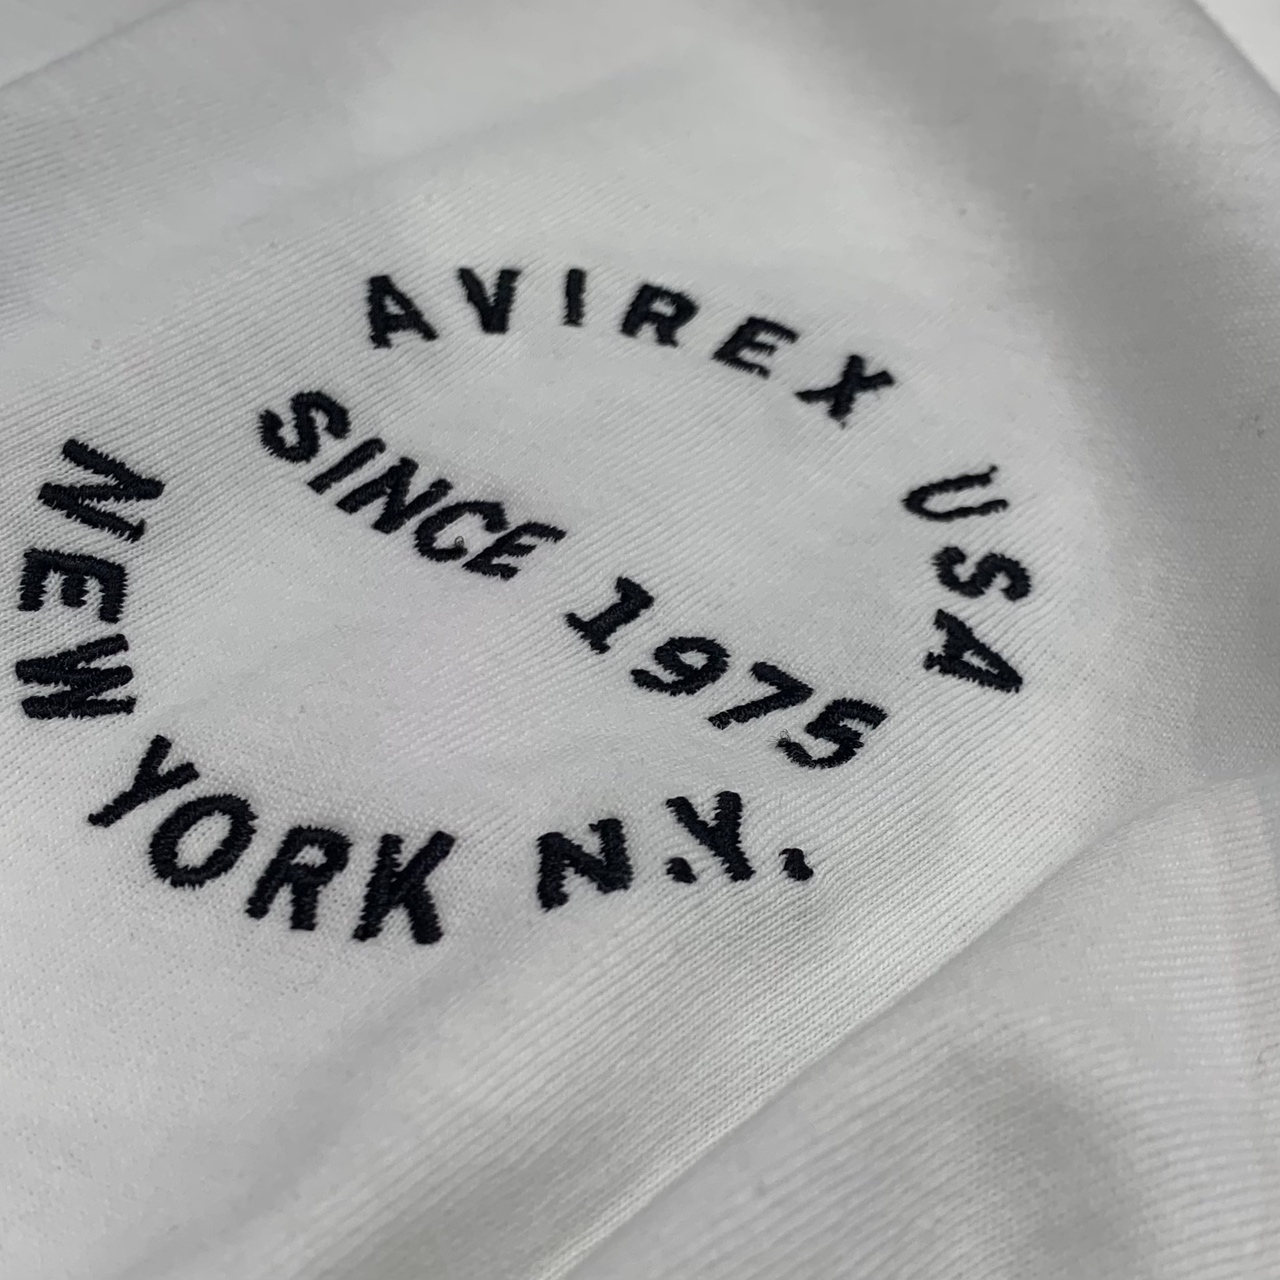 AVIREX USA
SINCE 1975
NEW YORK N.Y.